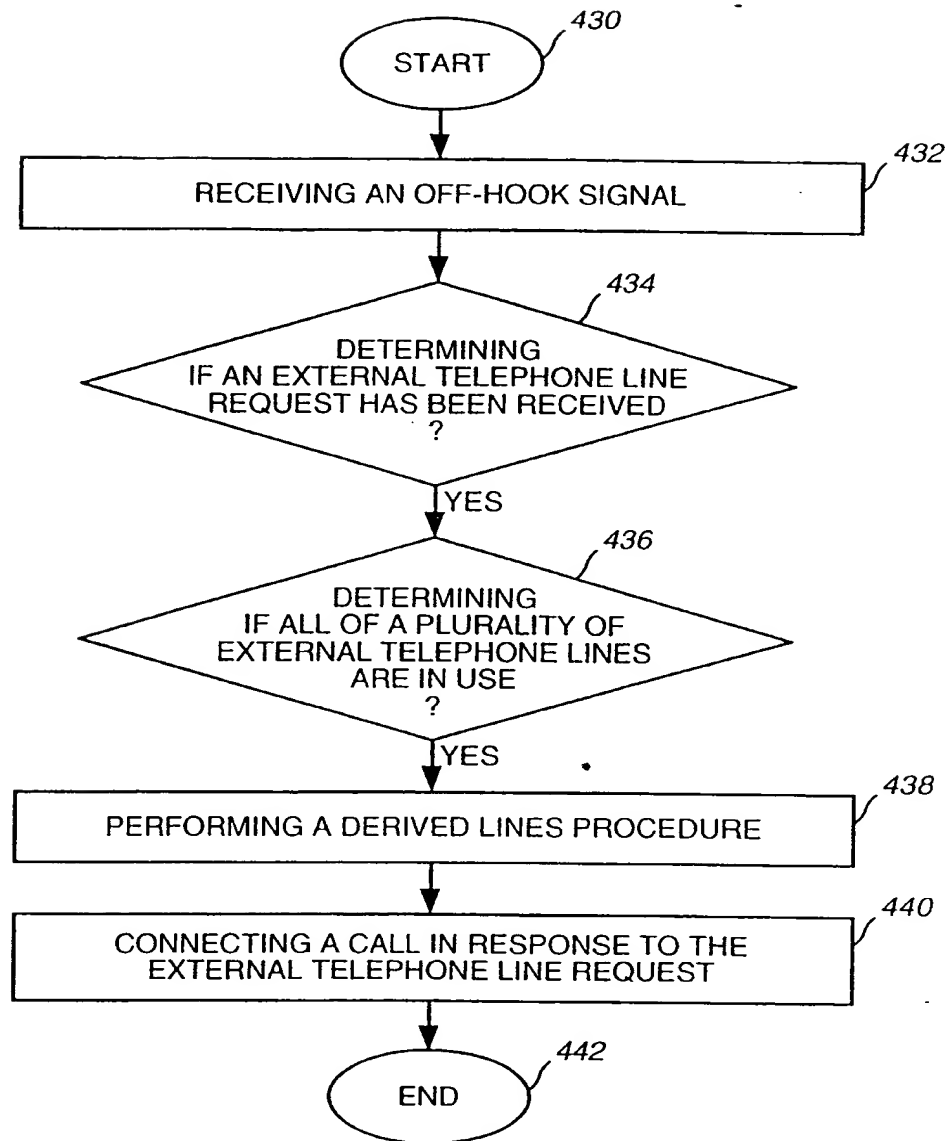 430
START
432
RECEIVING AN OFF-HOOK SIGNAL
434
DETERMINING
IF AN EXTERNAL TELEPHONE LINE
REQUEST HAS BEEN RECEIVED
?
YES
436
DETERMINING
IF ALL OF A PLURALITY OF
EXTERNAL TELEPHONE LINES
ARE IN USE
?
YES
438
PERFORMING A DERIVED LINES PROCEDURE
440
CONNECTING A CALL IN RESPONSE TO THE
EXTERNAL TELEPHONE LINE REQUEST
442
END